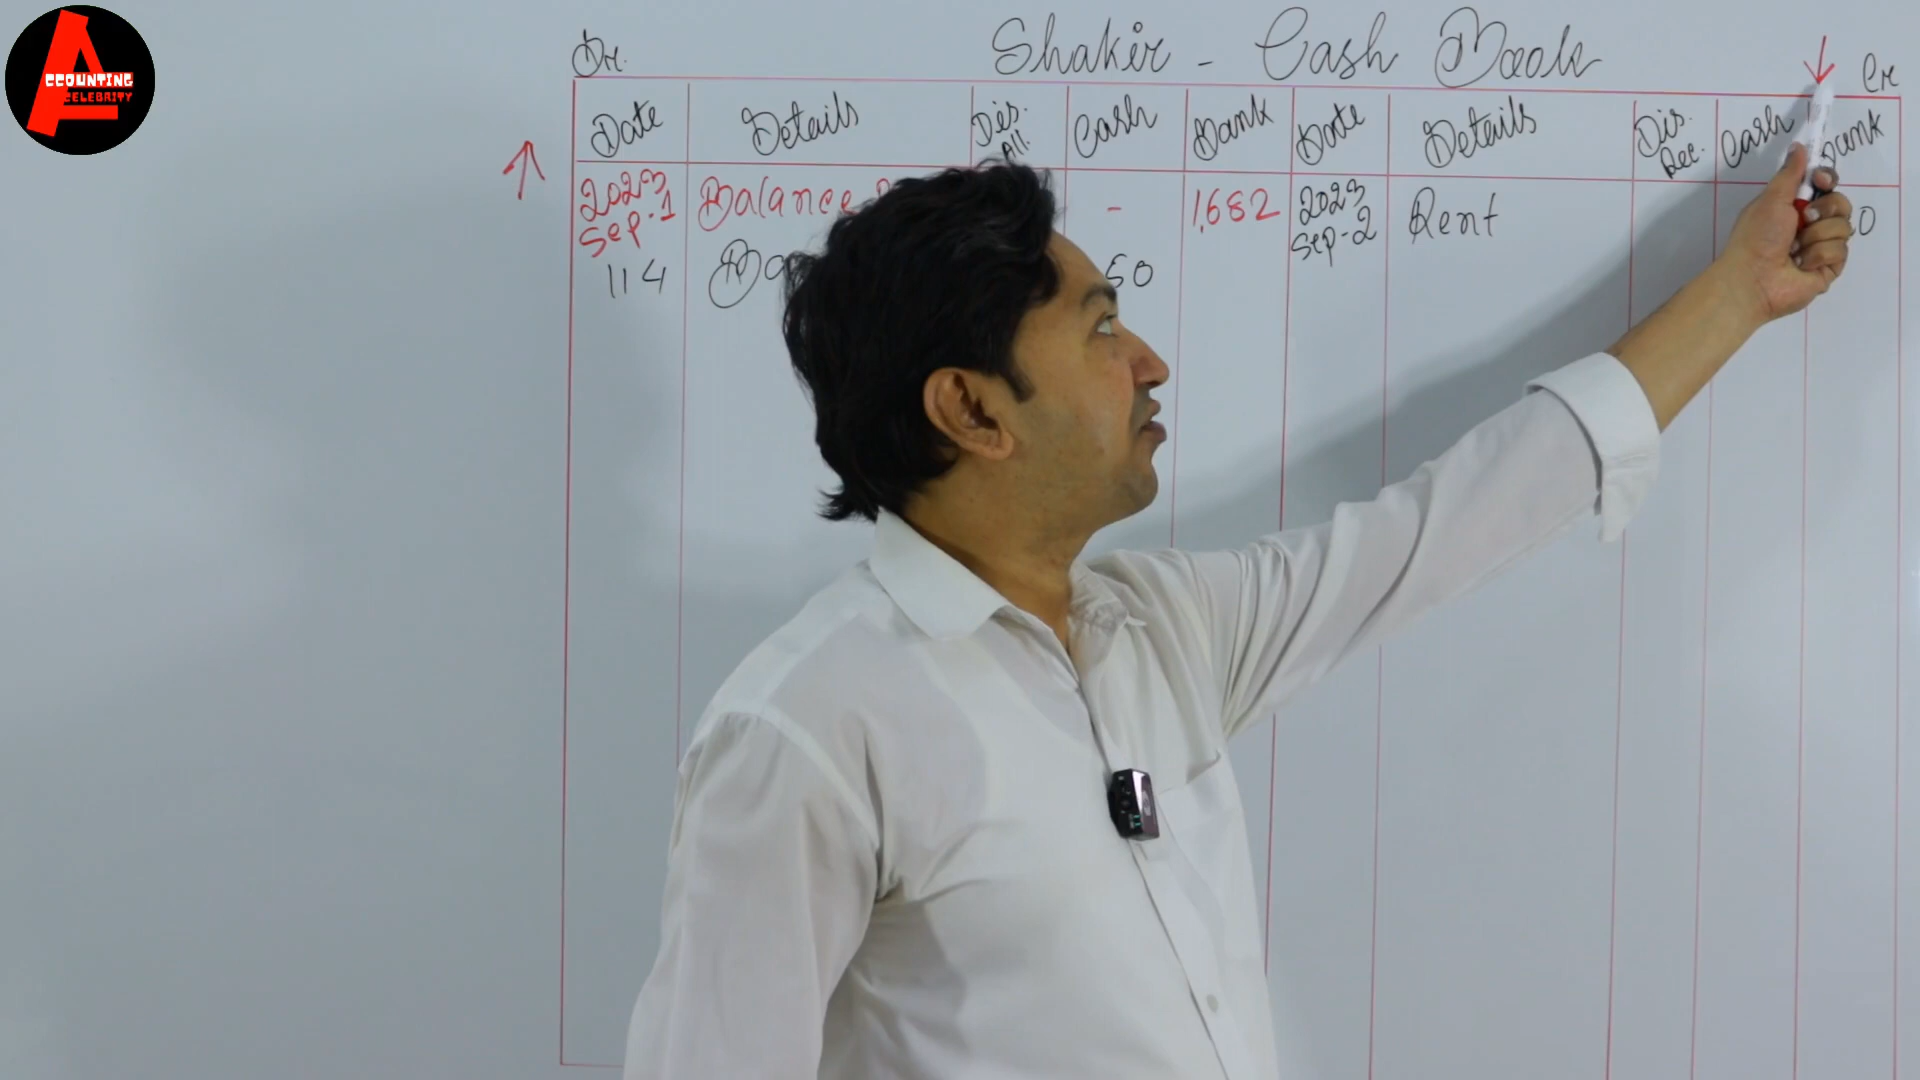 ACCOUNTING
CELEBRITY
Dr.
Shakir - Cash Book
Cr
Date Details Dis. All. Cash Bank Date Details Dis. Rec. Cash Bank
2023 Sep-1 Balance - 1,682 2023 Sep-2 Rent
114 50